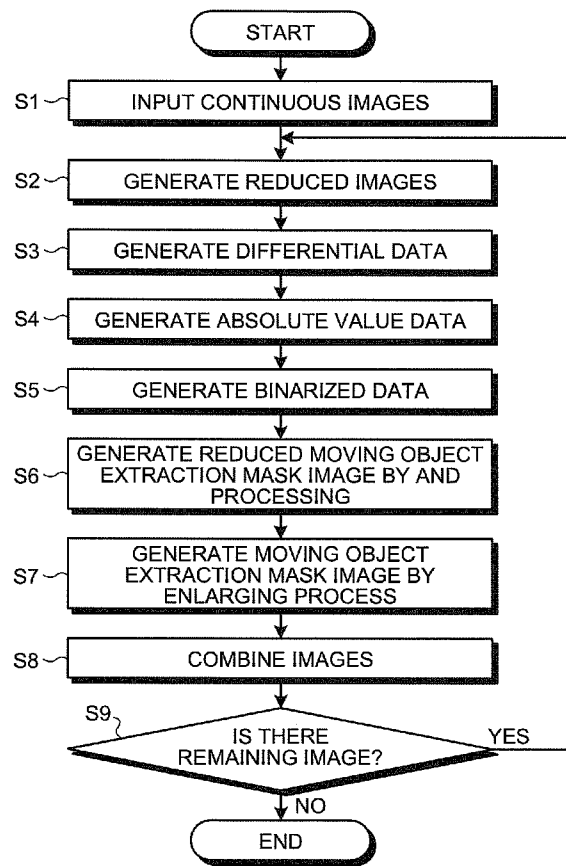 START
S1
INPUT CONTINUOUS IMAGES
S2
GENERATE REDUCED IMAGES
S3
GENERATE DIFFERENTIAL DATA
S4
GENERATE ABSOLUTE VALUE DATA
S5
GENERATE BINARIZED DATA
S6
GENERATE REDUCED MOVING OBJECT
EXTRACTION MASK IMAGE BY AND
PROCESSING
S7
GENERATE MOVING OBJECT
EXTRACTION MASK IMAGE BY
ENLARGING PROCESS
S8
COMBINE IMAGES
S9
IS THERE
REMAINING IMAGE?
YES
NO
END